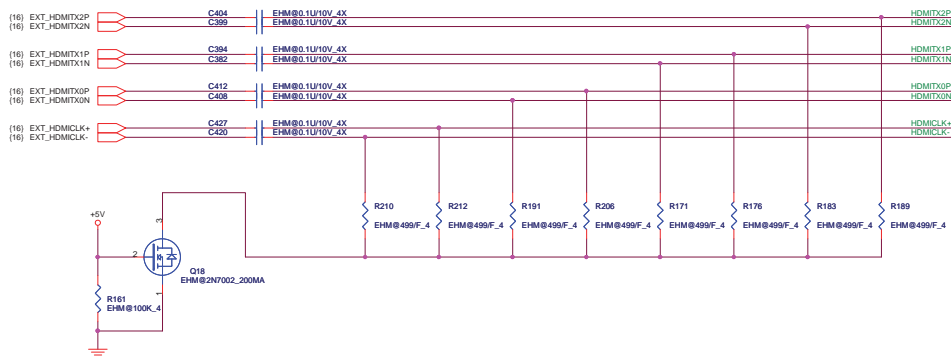 {16} EXT_HDMITX2P C404 EHM@0.1U/10V_4X HDMITX2P
{16} EXT_HDMITX2N C399 EHM@0.1U/10V_4X HDMITX2N
{16} EXT_HDMITX1P C394 EHM@0.1U/10V_4X HDMITX1P
{16} EXT_HDMITX1N C382 EHM@0.1U/10V_4X HDMITX1N
{16} EXT_HDMITX0P C412 EHM@0.1U/10V_4X HDMITX0P
{16} EXT_HDMITX0N C408 EHM@0.1U/10V_4X HDMITX0N
{16} EXT_HDMICLK+ C427 EHM@0.1U/10V_4X HDMICLK+
{16} EXT_HDMICLK- C420 EHM@0.1U/10V_4X HDMICLK-
R210 R212 R191 R206 R171 R176 R183 R189
EHM@499/F_4 EHM@499/F_4 EHM@499/F_4 EHM@499/F_4 EHM@499/F_4 EHM@499/F_4 EHM@499/F_4 EHM@499/F_4
+5V
3
2
Q18
EHM@2N7002_200MA
1
R161
EHM@100K_4